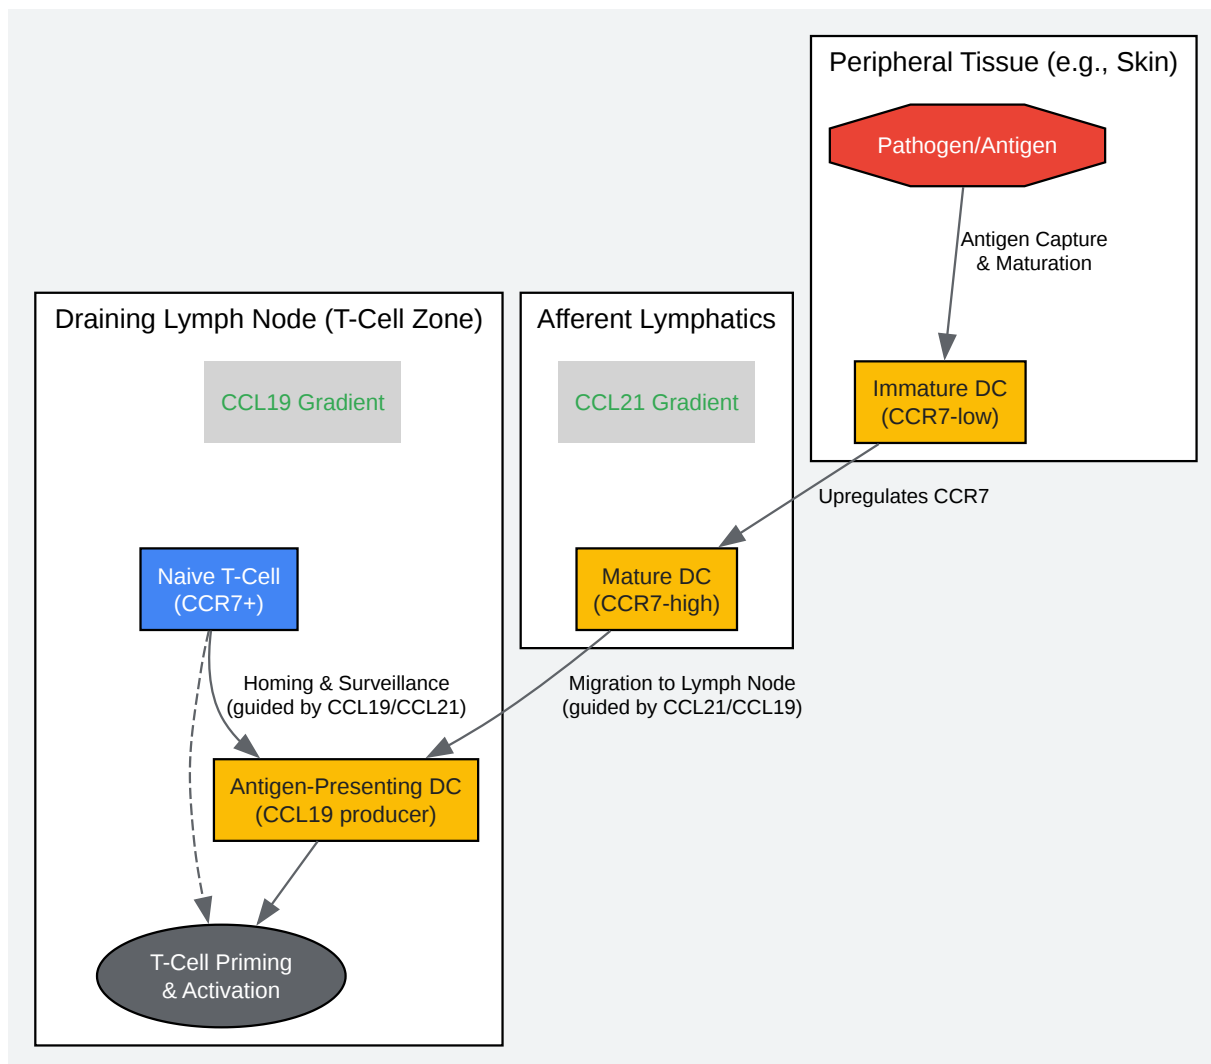 Peripheral Tissue (e.g., Skin)
Pathogen/Antigen
Antigen Capture
& Maturation
Immature DC
(CCR7-low)
Upregulates CCR7
Afferent Lymphatics
CCL21 Gradient
Mature DC
(CCR7-high)
Migration to Lymph Node
(guided by CCL21/CCL19)
Draining Lymph Node (T-Cell Zone)
CCL19 Gradient
Naive T-Cell
(CCR7+)
Homing & Surveillance
(guided by CCL19/CCL21)
Antigen-Presenting DC
(CCL19 producer)
T-Cell Priming
& Activation